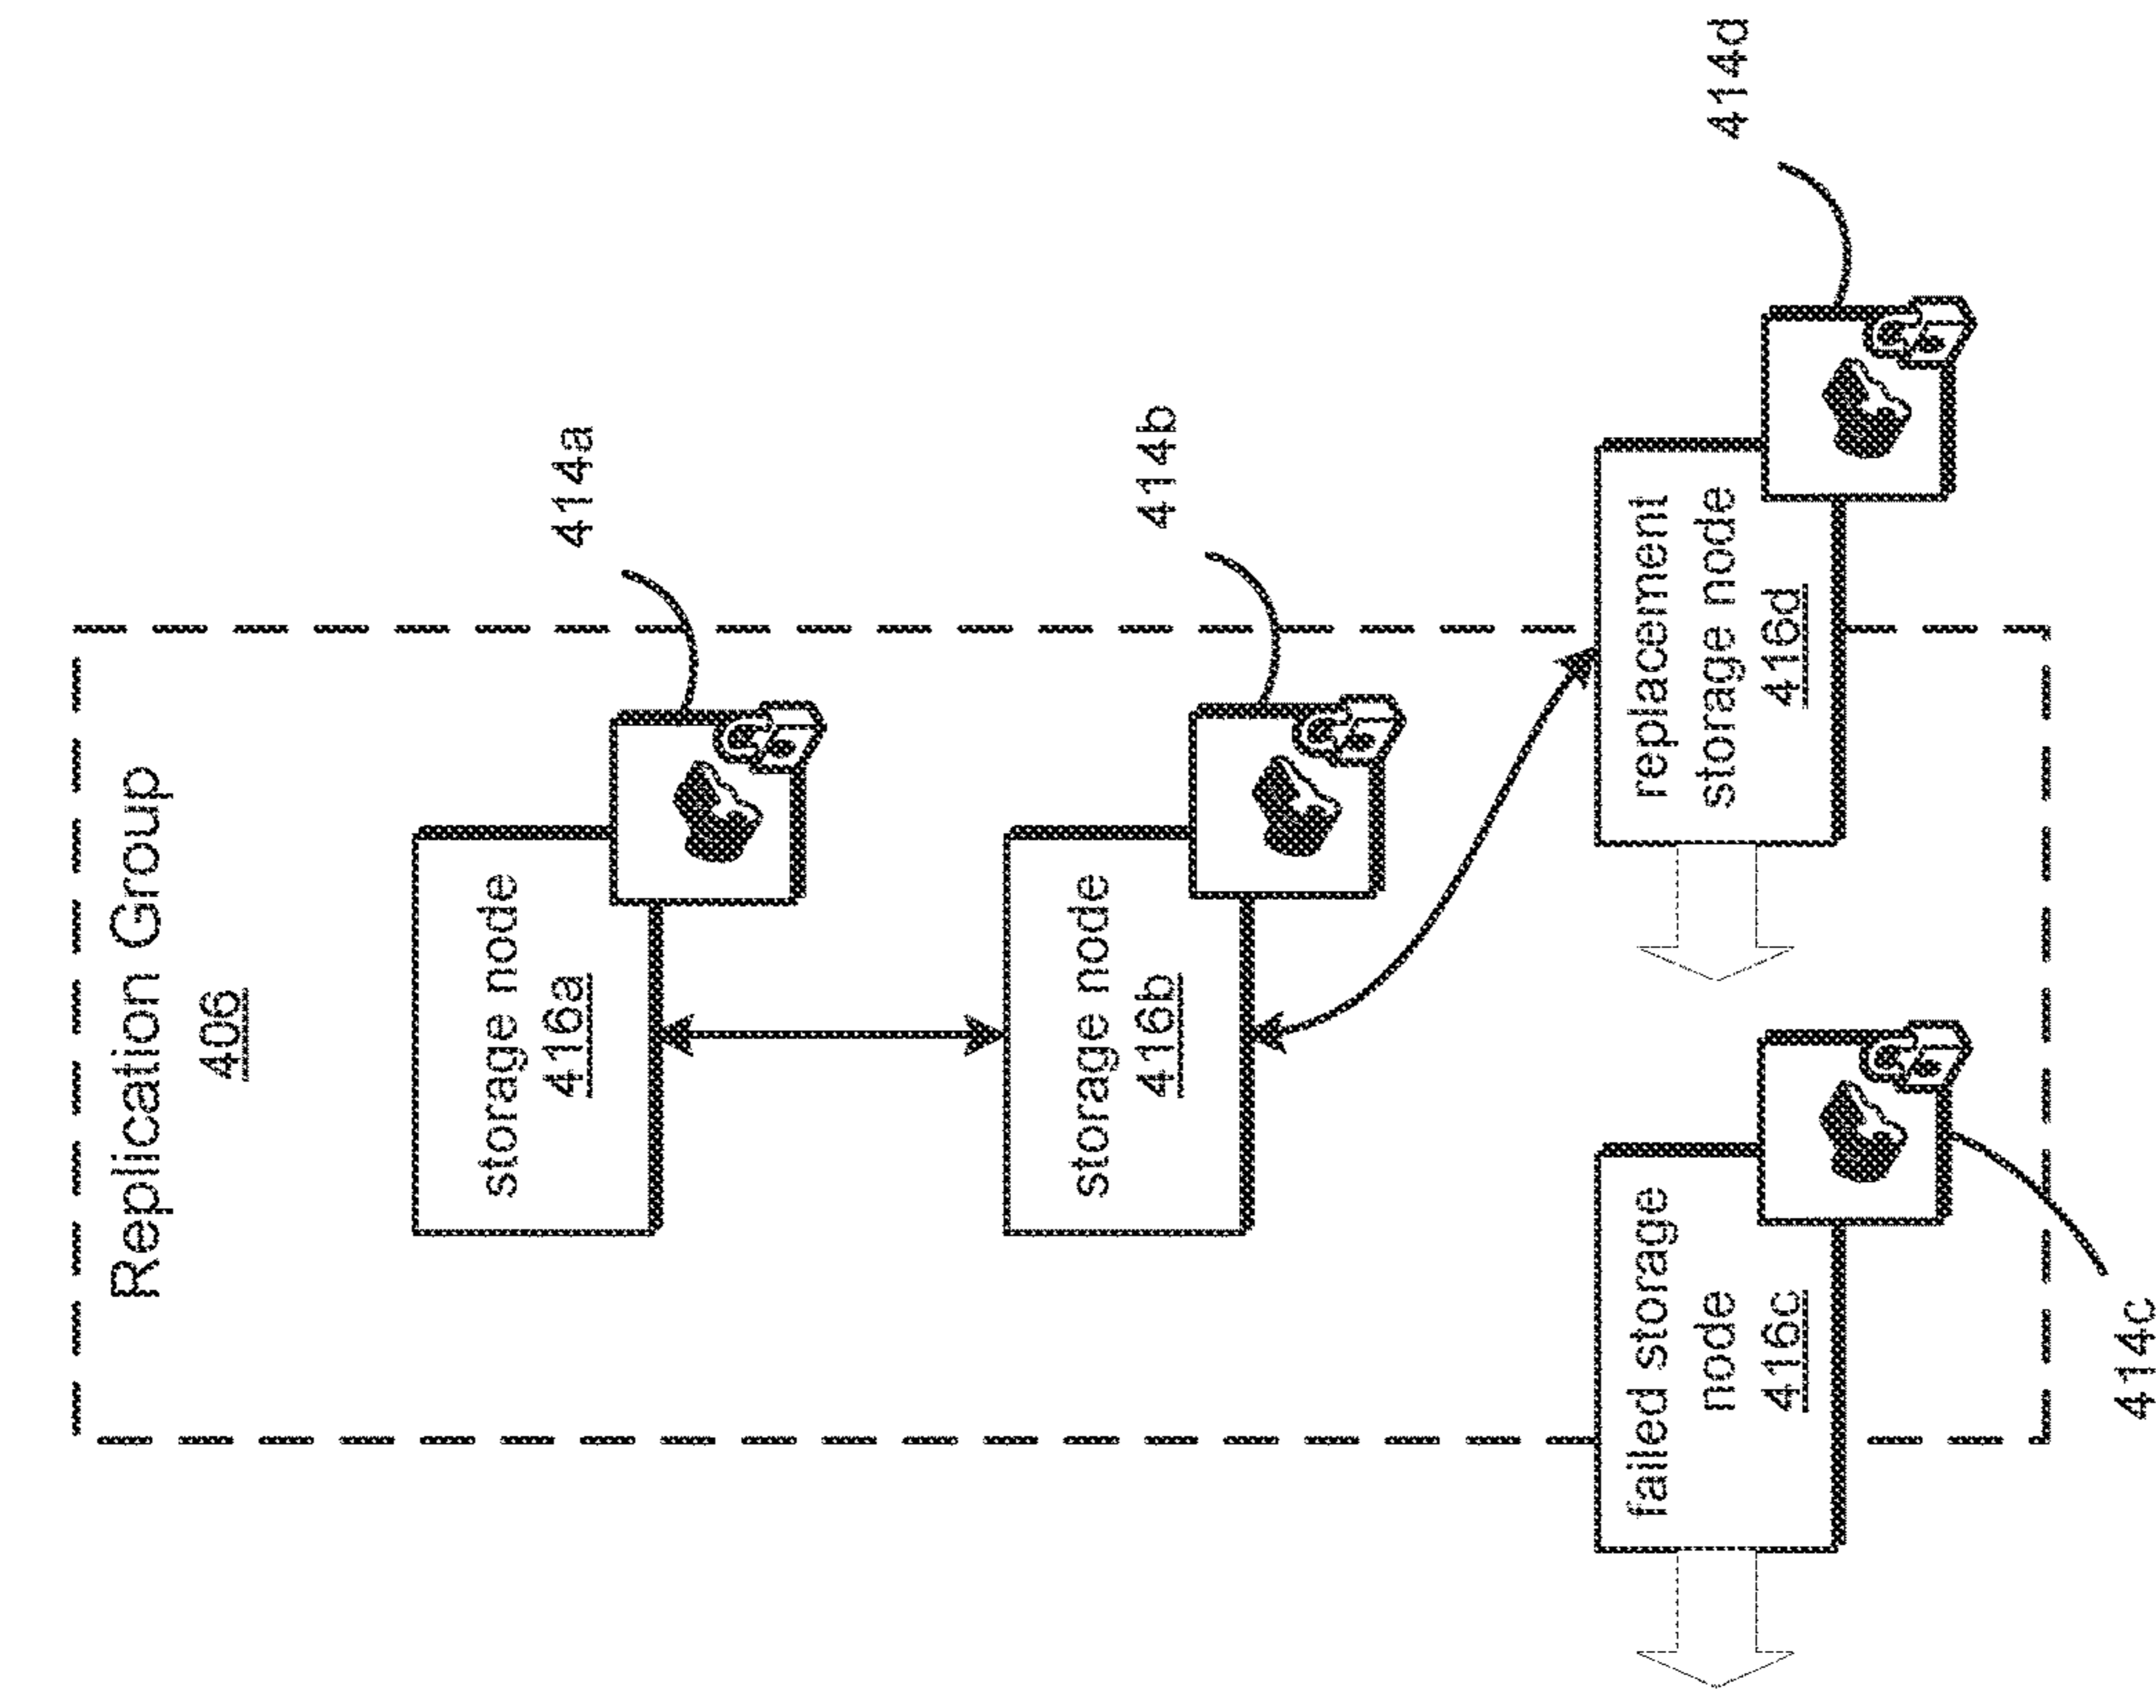 Replication Group
406
414a
storage node
416a
414b
storage node
416b
414d
replacement
storage node
416d
failed storage
node
416c
414c